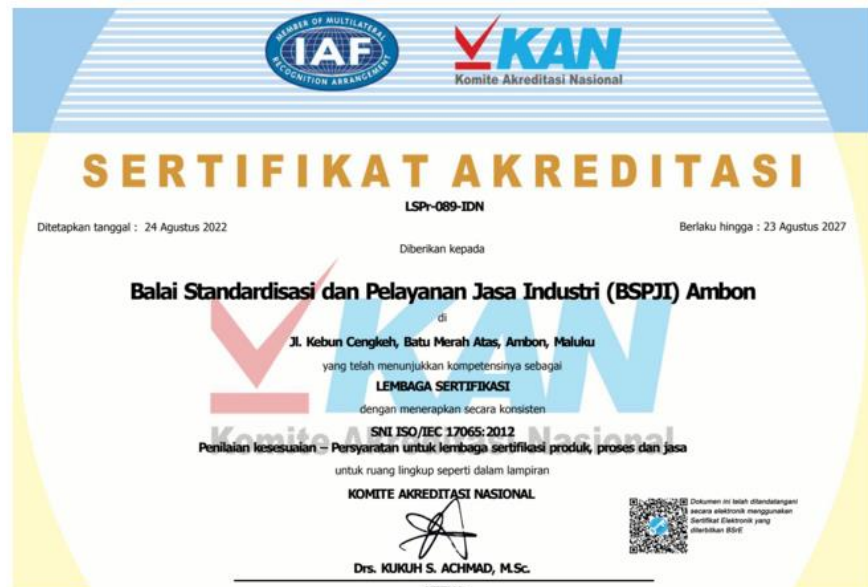 MEMBER OF MULTILATERAL
IAF
RECOGNITION ARRANGEMENT
KAN
Komite Akreditasi Nasional
SERTIFIKAT AKREDITASI
LSPr-089-IDN
Ditetapkan tanggal : 24 Agustus 2022
Berlaku hingga : 23 Agustus 2027
Diberikan kepada
Balai Standardisasi dan Pelayanan Jasa Industri (BSPJI) Ambon
di
Jl. Kebun Cengkeh, Batu Merah Atas, Ambon, Maluku
yang telah menunjukkan kompetensinya sebagai
LEMBAGA SERTIFIKASI
dengan menerapkan secara konsisten
SNI ISO/IEC 17065:2012
Penilaian kesesuaian – Persyaratan untuk lembaga sertifikasi produk, proses dan jasa
untuk ruang lingkup seperti dalam lampiran
KAN
Komite Akreditasi Nasional
KOMITE AKREDITASI NASIONAL
Dokumen ini telah ditandatangani
secara elektronik menggunakan
Sertifikat Elektronik yang
diterbitkan BSrE
Drs. KUKUH S. ACHMAD, M.Sc.